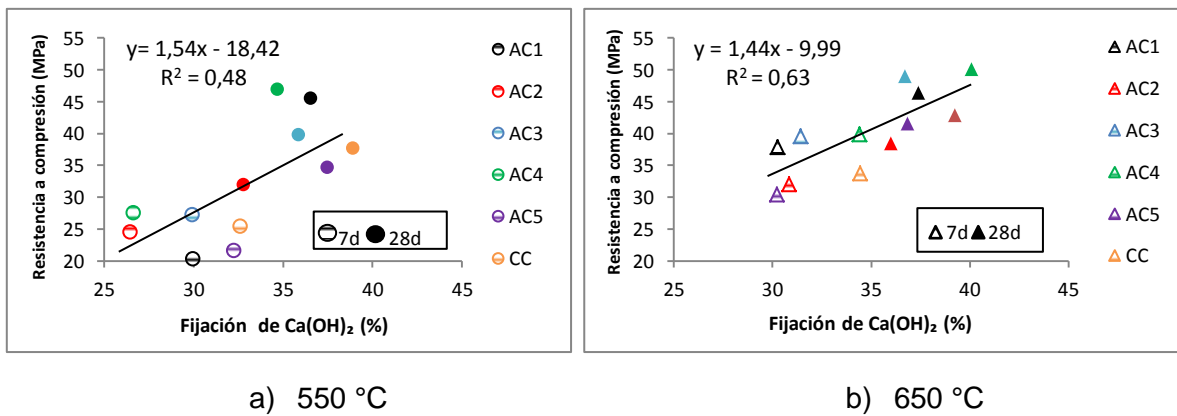 y= 1,54x - 18,42
R² = 0,48
Resistencia a compresión (MPa)
55
50
45
40
35
30
25
20
25
30
35
40
45
Fijación de Ca(OH)₂ (%)
7d
28d
AC1
AC2
AC3
AC4
AC5
CC
a) 550 °C
y = 1,44x - 9,99
R² = 0,63
Resistencia a compresión (MPa)
55
50
45
40
35
30
25
20
25
30
35
40
45
Fijación de Ca(OH)₂ (%)
7d
28d
AC1
AC2
AC3
AC4
AC5
CC
b) 650 °C